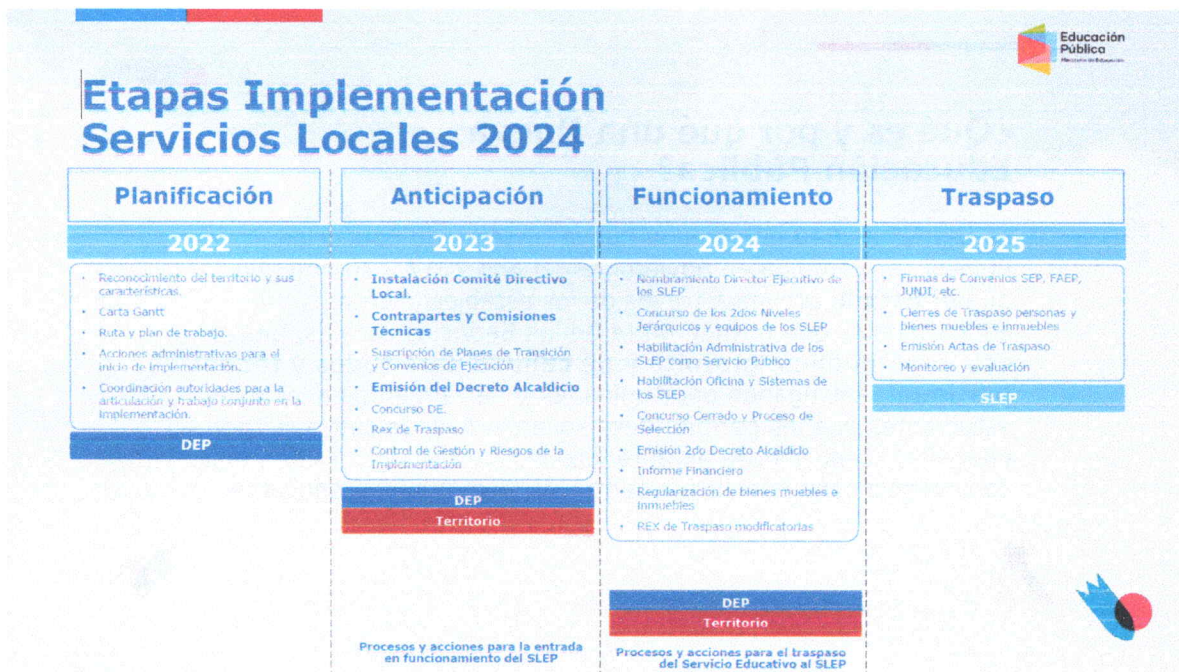 Educación
Pública
Ministerio de Educación
Etapas Implementación
Servicios Locales 2024
Planificación
2022
• Reconocimiento del territorio y sus
características.
• Carta Gantt
• Ruta y plan de trabajo.
• Acciones administrativas para el
inicio de implementación.
• Coordinación autoridades para la
articulación y trabajo conjunto en la
Implementación.
DEP
Anticipación
2023
• Instalación Comité Directivo
Local.
• Contrapartes y Comisiones
Técnicas
• Suscripción de Planes de Transición
y Convenios de Ejecución
• Emisión del Decreto Alcaldicio
• Concurso DE.
• Rex de Traspaso
• Control de Gestión y Riesgos de la
Implementación
DEP
Territorio
Procesos y acciones para la entrada
en funcionamiento del SLEP
Funcionamiento
2024
• Nombramiento Director Ejecutivo de
los SLEP
• Concurso de los 2dos Niveles
Jerárquicos y equipos de los SLEP
• Habilitación Administrativa de los
SLEP como Servicio Público
• Habilitación Oficina y Sistemas de
los SLEP
• Concurso Cerrado y Proceso de
Selección
• Emisión 2do Decreto Alcaldicio
• Informe Financiero
• Regularización de bienes muebles e
inmuebles
• REX de Traspaso modificatorias
DEP
Territorio
Procesos y acciones para el traspaso
del Servicio Educativo al SLEP
Traspaso
2025
• Firmas de Convenios SEP, FAEP,
JUNJI, etc.
• Cierres de Traspaso personas y
bienes muebles e inmuebles
• Emisión Actas de Traspaso
• Monitoreo y evaluación
SLEP